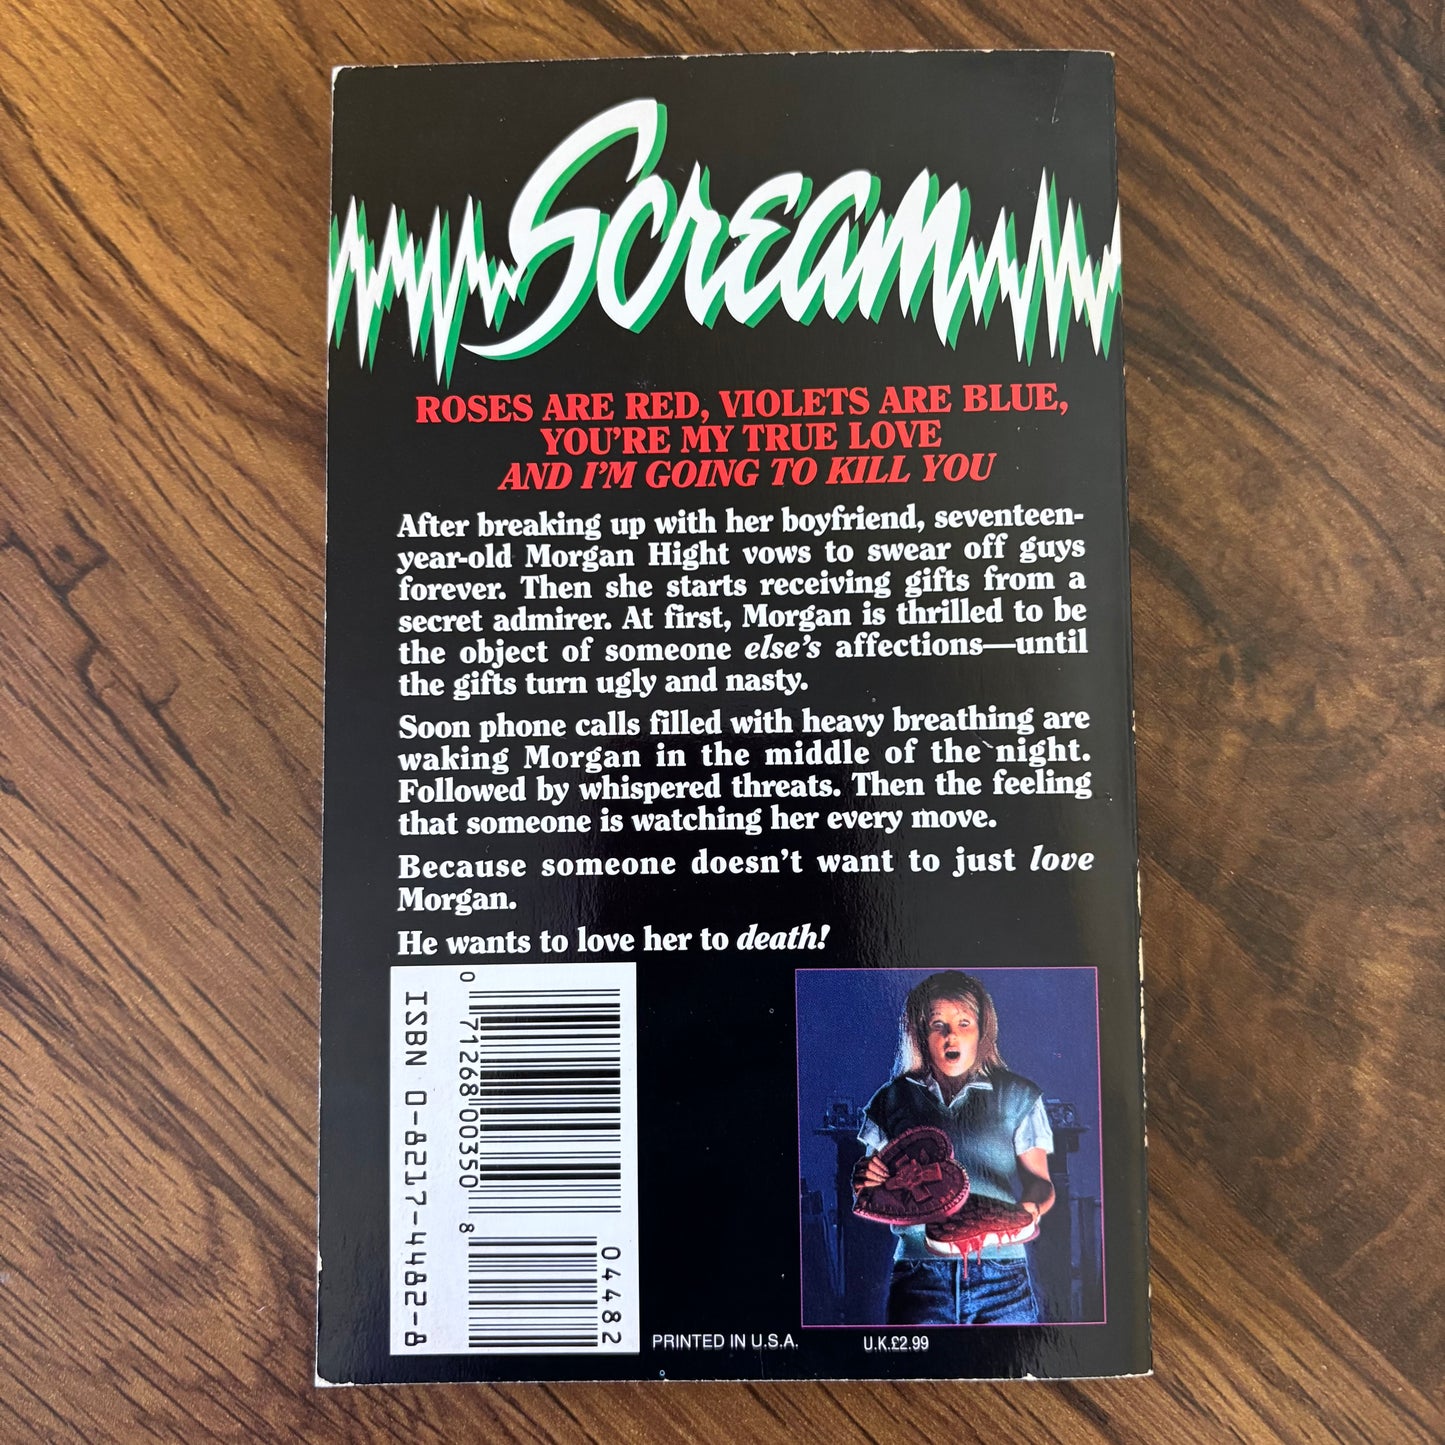 Scream
ROSES ARE RED, VIOLETS ARE BLUE,
YOU'RE MY TRUE LOVE
AND I'M GOING TO KILL YOU
After breaking up with her boyfriend, seventeen-
year-old Morgan Hight vows to swear off guys
forever. Then she starts receiving gifts from a
secret admirer. At first, Morgan is thrilled to be
the object of someone else's affections—until
the gifts turn ugly and nasty.
Soon phone calls filled with heavy breathing are
waking Morgan in the middle of the night.
Followed by whispered threats. Then the feeling
that someone is watching her every move.
Because someone doesn't want to just love
Morgan.
He wants to love her to death!
ISBN 0-8217-4482-8
0 71268 00350 8
04482
PRINTED IN U.S.A.
U.K.£2.99